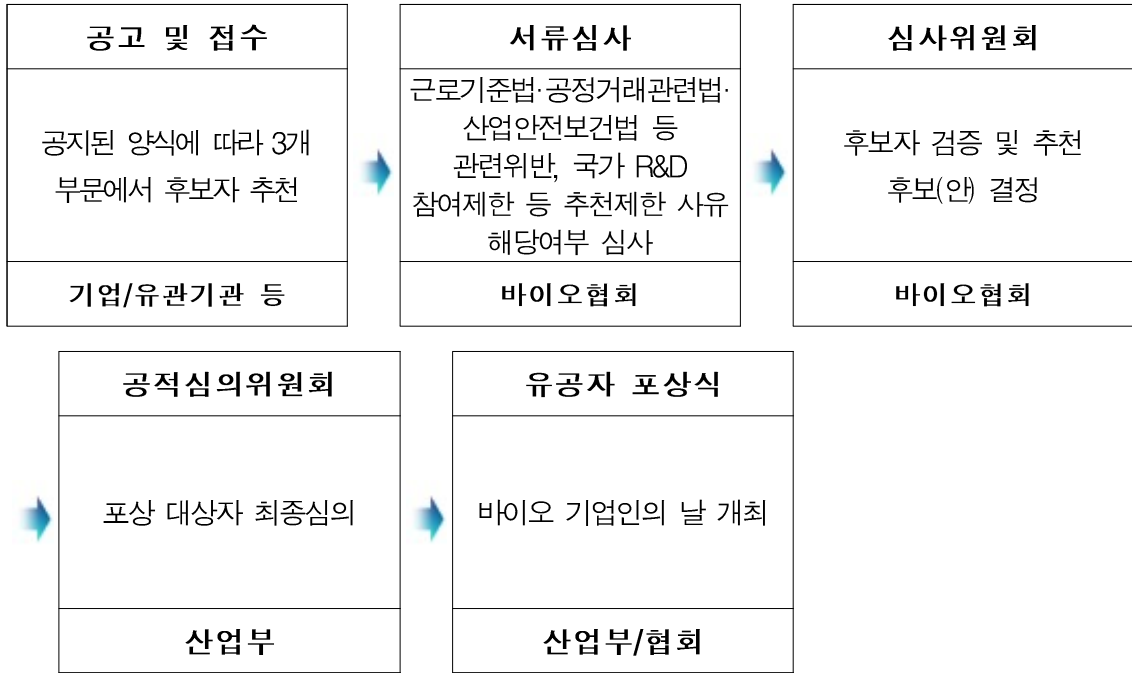 공고 및 접수
공지된 양식에 따라 3개
부문에서 후보자 추천
기업/유관기관 등
서류심사
근로기준법·공정거래관련법·
산업안전보건법 등
관련위반, 국가 R&D
참여제한 등 추천제한 사유
해당여부 심사
바이오협회
심사위원회
후보자 검증 및 추천
후보(안) 결정
바이오협회
공적심의위원회
포상 대상자 최종심의
산업부
유공자 포상식
바이오 기업인의 날 개최
산업부/협회